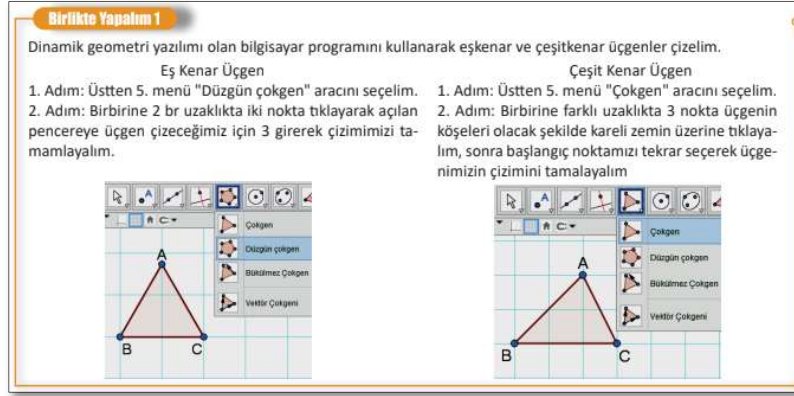 Birlikte Yapalım 1
Dinamik geometri yazılımı olan bilgisayar programını kullanarak eşkenar ve çeşitkenar üçgenler çizelim.
Eş Kenar Üçgen
1. Adım: Üstten 5. menü "Düzgün çokgen" aracını seçelim.
2. Adım: Birbirine 2 br uzaklıkta iki nokta tıklayarak açılan
pencereye üçgen çizeceğimiz için 3 girerek çizimimizi ta-
mamlayalım.
A
B
C
Çokgen
Düzgün çokgen
Bükülmez Çokgen
Vektör Çokgeni
Çeşit Kenar Üçgen
1. Adım: Üstten 5. menü "Çokgen" aracını seçelim.
2. Adım: Birbirine farklı uzaklıkta 3 nokta üçgenin
köşeleri olacak şekilde kareli zemin üzerine tıklaya-
lım, sonra başlangıç noktamızı tekrar seçerek üçge-
nimizin çizimini tamalayalım
A
B
C
Çokgen
Düzgün çokgen
Bükülmez Çokgen
Vektör Çokgeni